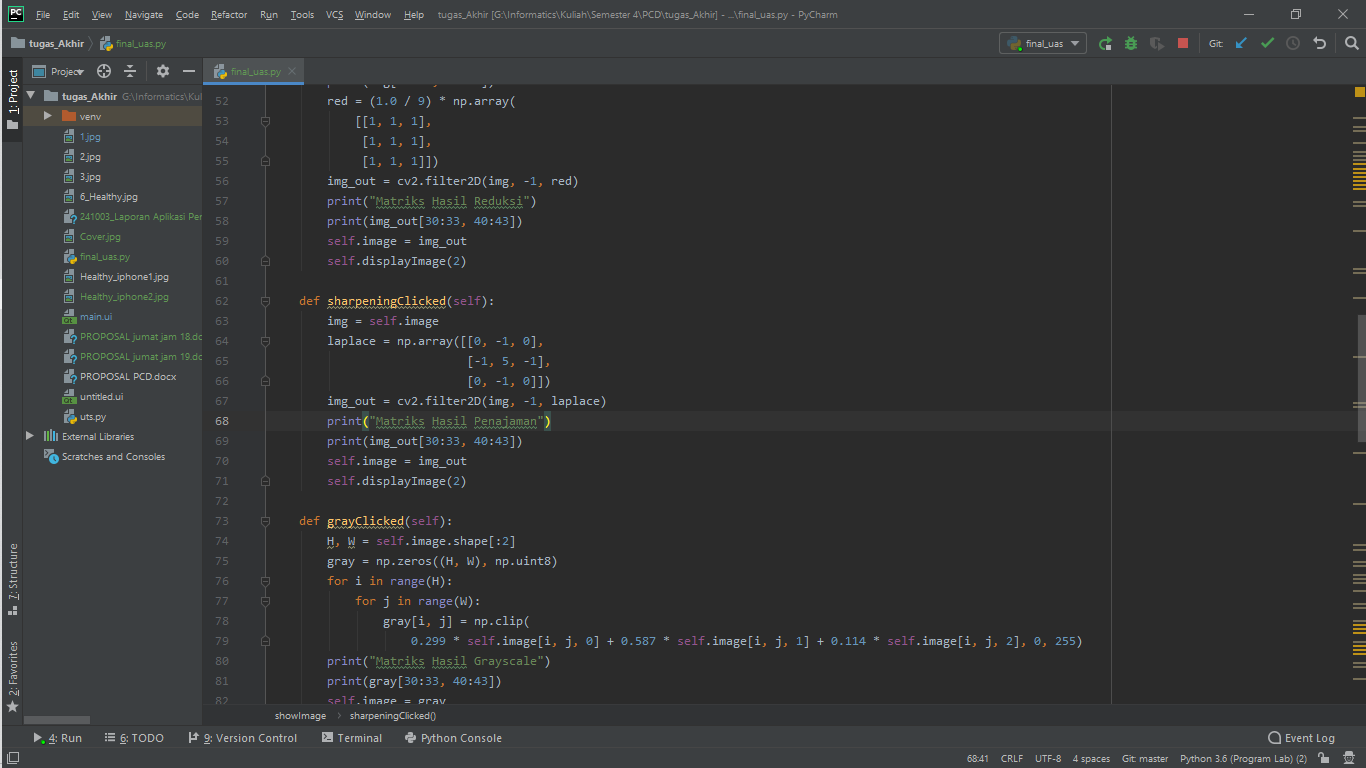 PC File Edit View Navigate Code Refactor Run Tools VCS Window Help tugas_Akhir [G:\Informatics\Kuliah\Semester 4\PCD\tugas_Akhir] - ...\final_uas.py - PyCharm
tugas_Akhir final_uas.py final_uas Git:
1: Project
Project
final_uas.py
tugas_Akhir G:\Informatics\Kul
venv
1.jpg
2.jpg
3.jpg
6_Healthy.jpg
241003_Laporan Aplikasi Per
Cover.jpg
final_uas.py
Healthy_iphone1.jpg
Healthy_iphone2.jpg
main.ui
PROPOSAL jumat jam 18.do
PROPOSAL jumat jam 19.do
PROPOSAL PCD.docx
untitled.ui
uts.py
External Libraries
Scratches and Consoles
7: Structure
2: Favorites
52 red = (1.0 / 9) * np.array(
53 [[1, 1, 1],
54 [1, 1, 1],
55 [1, 1, 1]])
56 img_out = cv2.filter2D(img, -1, red)
57 print("Matriks Hasil Reduksi")
58 print(img_out[30:33, 40:43])
59 self.image = img_out
60 self.displayImage(2)
61
62 def sharpeningClicked(self):
63 img = self.image
64 laplace = np.array([[0, -1, 0],
65 [-1, 5, -1],
66 [0, -1, 0]])
67 img_out = cv2.filter2D(img, -1, laplace)
68 print("Matriks Hasil Penajaman")
69 print(img_out[30:33, 40:43])
70 self.image = img_out
71 self.displayImage(2)
72
73 def grayClicked(self):
74 H, W = self.image.shape[:2]
75 gray = np.zeros((H, W), np.uint8)
76 for i in range(H):
77 for j in range(W):
78 gray[i, j] = np.clip(
79 0.299 * self.image[i, j, 0] + 0.587 * self.image[i, j, 1] + 0.114 * self.image[i, j, 2], 0, 255)
80 print("Matriks Hasil Grayscale")
81 print(gray[30:33, 40:43])
82 self.image = gray
showImage sharpeningClicked()
4: Run 6: TODO 9: Version Control Terminal Python Console Event Log
68:41 CRLF UTF-8 4 spaces Git: master Python 3.6 (Program Lab) (2)